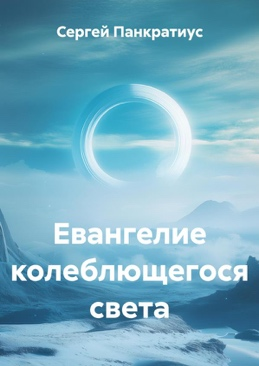 Сергей Панкратиус
Евангелие
колеблющегося
света